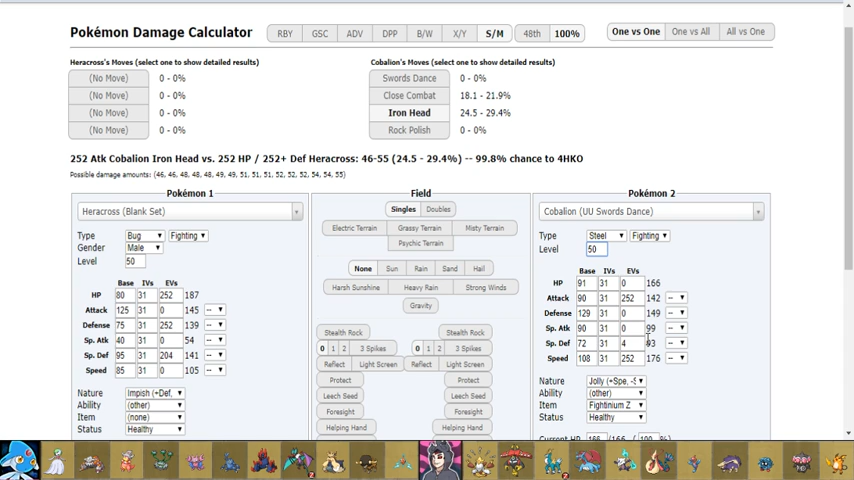 Pokémon Damage Calculator RBY GSC ADV DPP B/W X/Y S/M 48th 100% One vs One One vs All All vs One
Heracross's Moves (select one to show detailed results) Cobalion's Moves (select one to show detailed results)
(No Move) 0 - 0% Swords Dance 0 - 0%
(No Move) 0 - 0% Close Combat 18.1 - 21.9%
(No Move) 0 - 0% Iron Head 24.5 - 29.4%
(No Move) 0 - 0% Rock Polish 0 - 0%
252 Atk Cobalion Iron Head vs. 252 HP / 252+ Def Heracross: 46-55 (24.5 - 29.4%) -- 99.8% chance to 4HKO
Possible damage amounts: (46, 46, 48, 48, 48, 49, 49, 51, 51, 51, 52, 52, 52, 54, 54, 55)
Pokémon 1 Field Pokémon 2
Heracross (Blank Set) Singles Doubles Cobalion (UU Swords Dance)
Electric Terrain Grassy Terrain Misty Terrain
Psychic Terrain
Type Bug Fighting Type Steel Fighting
Gender Male
Level 50 Level 50
None Sun Rain Sand Hail
Harsh Sunshine Heavy Rain Strong Winds
Gravity
Base IVs EVs Base IVs EVs
HP 80 31 252 187 HP 91 31 0 166
Attack 125 31 0 145 -- Attack 90 31 252 142 --
Defense 75 31 252 139 -- Defense 129 31 0 149 --
Sp. Atk 40 31 0 54 -- Sp. Atk 90 31 0 99 --
Sp. Def 95 31 204 141 -- Sp. Def 72 31 4 93 --
Speed 85 31 0 105 -- Speed 108 31 252 176 --
Stealth Rock Stealth Rock
0 1 2 3 Spikes 0 1 2 3 Spikes
Reflect Light Screen Reflect Light Screen
Protect Protect
Leech Seed Leech Seed
Foresight Foresight
Helping Hand Helping Hand
Nature Impish (+Def, Nature Jolly (+Spe, -S
Ability (other) Ability (other)
Item (none) Item Fightinium Z
Status Healthy Status Healthy
Current HP 166 /166 ( 100 %)